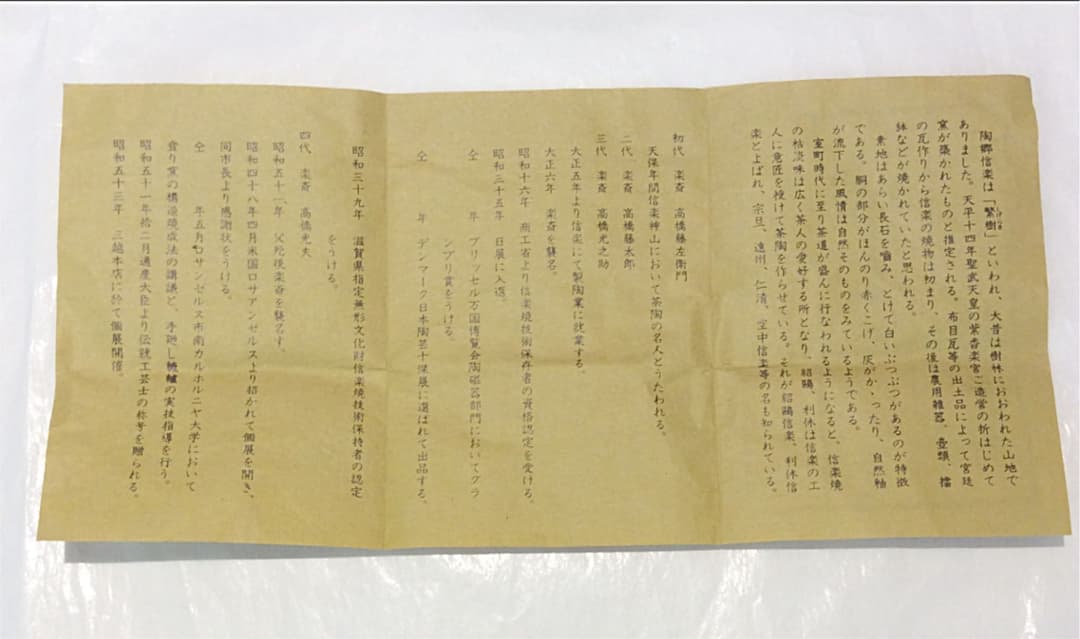 陶郷信楽は「繁樹」といわれ、大昔は樹林におおわれた山地で
ありました。天平十四年聖武天皇の紫香楽宮ご造営の折はじめて
窯が築かれたものと推定される。布目瓦等の出土品によって宮廷
の瓦作りから信楽の焼物は初まり、その後は農用雑器、壺類、擂
鉢などが焼かれていたと思われる。
素地はあらい長石を噛み、とけて白いぶつぶつがあるのが特徴
である。胴の部分がほんのり赤くこげ、灰がかゝったり、自然釉
が流下した風情は自然そのものをみているようである。
室町時代に至り茶道が盛んに行なわれるようになると、信楽焼
の枯淡味は広く茶人の愛好する所となり、紹鷗、利休は信楽の工
人に意匠を授けて茶陶を作らせている。それが紹鷗信楽、利休信
楽とよばれ、宗旦、遠州、仁清、空中信楽等の名も知られている。
初代 楽斎 高橋藤左衛門
天保年間信楽神山において茶陶の名人とうたわれる。
二代 楽斎 高橋藤太郎
三代 楽斎 高橋光之助
大正五年より信楽にて製陶業に就業する。
大正六年 楽斎を襲名。
昭和十六年 商工省より信楽焼技術保存者の資格認定を受ける。
昭和三十五年 日展に入選。
仝 年 ブリッセル万国博覧会陶磁器部門においてグラ
ンプリ賞をうける。
仝 年 デンマーク日本陶芸十保展に選ばれて出品する。
昭和三十九年 滋賀県指定無形文化財信楽焼技術保持者の認定
をうける。
四代 楽斎 高橋光夫
昭和五十一年 父死後楽斎を襲名す。
昭和四十八年四月米国ロサアンゼルスより招かれて個展を開き、
同市長より感謝状をうける。
仝 年五月ロサンゼルス市南カルホルニヤ大学において
登り窯の構造焼成法の講議と、手廻し轆轤の実技指導を行う。
昭和五十一年拾二月通産大臣より伝統工芸士の称号を贈られる。
昭和五十三年 三越本店に於て個展開催。